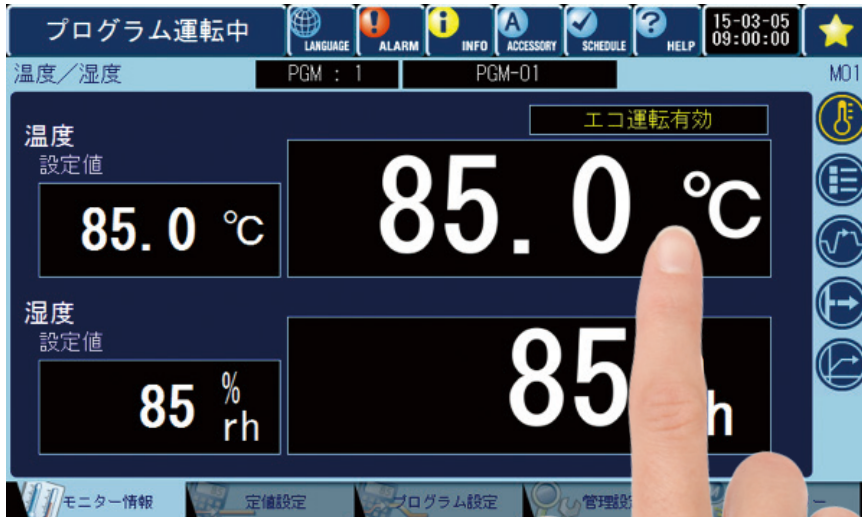 プログラム運転中
LANGUAGE
ALARM
INFO
ACCESSORY
SCHEDULE
HELP
15-03-05
09:00:00
温度／湿度
PGM : 1
PGM-01
M01
エコ運転有効
温度
設定値
85.0 ℃
85.0 ℃
湿度
設定値
85 %
rh
85
h
モニター情報
定値設定
プログラム設定
管理設